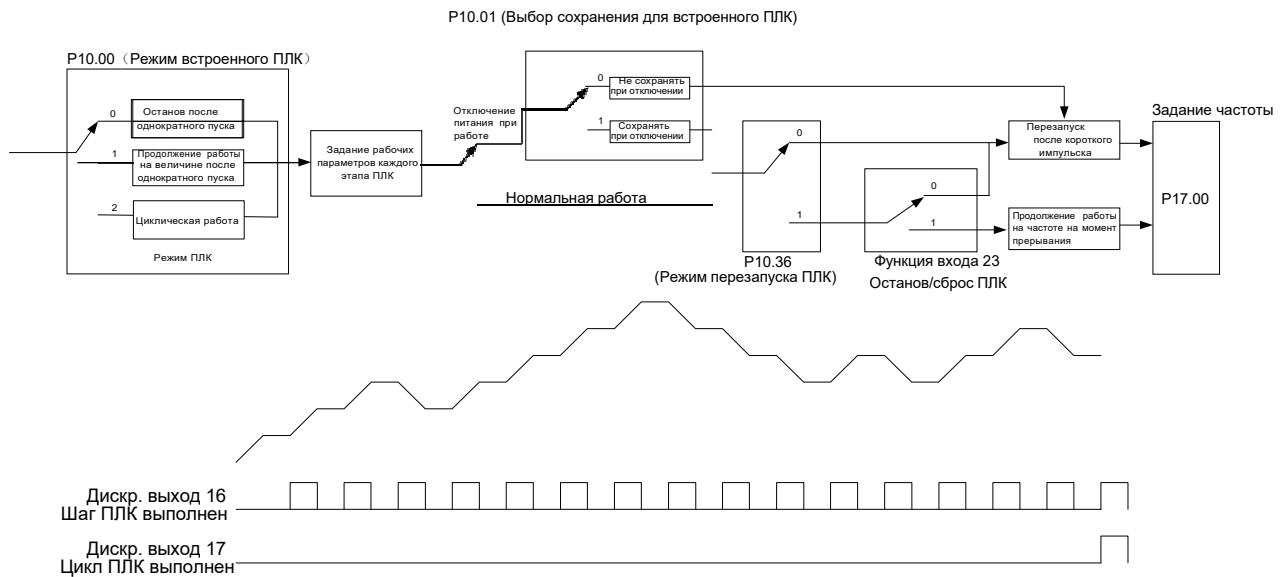 P10.01 (Выбор сохранения для встроенного ПЛК)
P10.00（Режим встроенного ПЛК）
0
Останов после
однократного пуска
1
Продолжение работы
на величине после
однократного пуска
2
Циклическая работа
Режим ПЛК
Задание рабочих
параметров каждого
этапа ПЛК
Отключение
питания при
работе
0
Не сохранять
при отключении
1
Сохранять
при отключении
Нормальная работа
0
1
P10.36
(Режим перезапуска ПЛК)
0
1
Функция входа 23
Останов/сброс ПЛК
Перезапуск
после короткого
импульска
Продолжение работы
на частоте на момент
прерывания
Задание частоты
P17.00
Дискр. выход 16
Шаг ПЛК выполнен
Дискр. выход 17
Цикл ПЛК выполнен